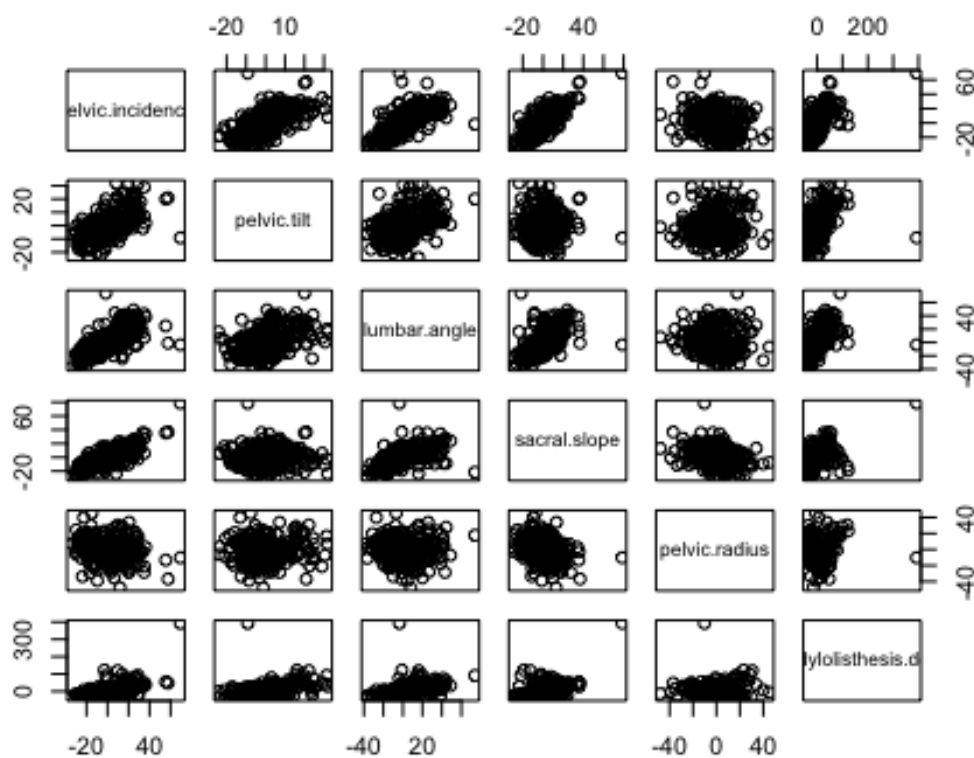 -20 10 -20 40 0 200
elvic.incidenc
-20 60
-20 20
pelvic.tilt
lumbar.angle
-40 40
-20 60
sacral.slope
pelvic.radius
-40 40
0 300
lylolisthesis.d
-20 40 -40 20 -40 0 40